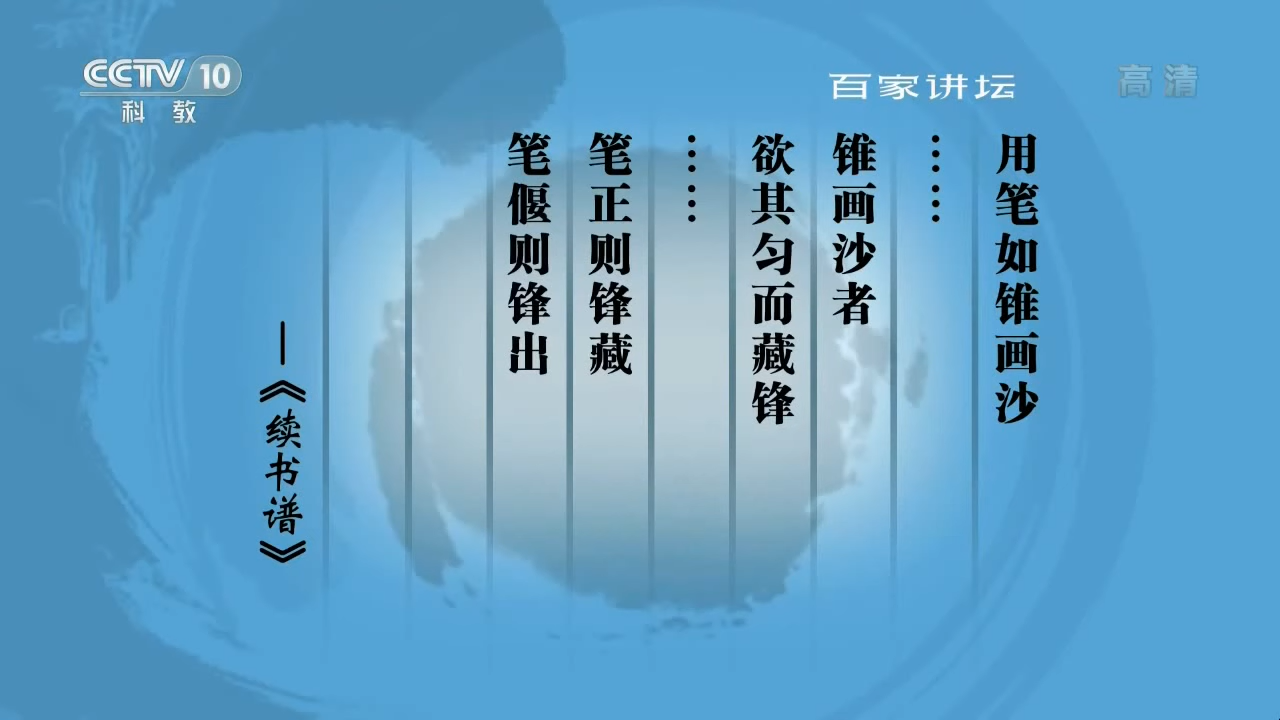 CCTV 10
科教
百家讲坛
高清
用笔如锥画沙
……
锥画沙者
欲其匀而藏锋
……
笔正则锋藏
笔偃则锋出
—《续书谱》